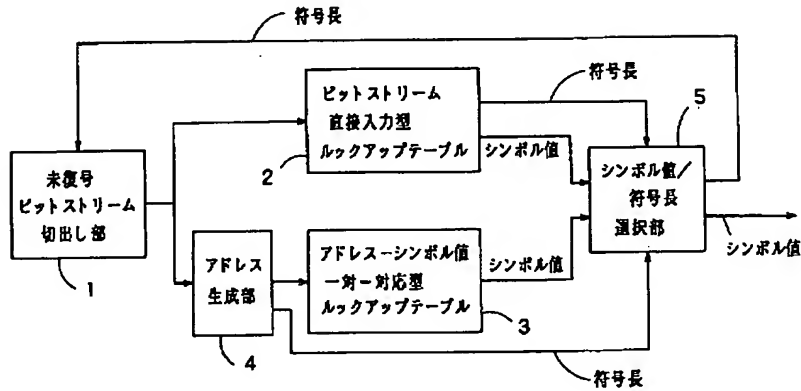 符号長
ビットストリーム
直接入力型
ルックアップテーブル
2
符号長
シンボル値
5
シンボル値/
符号長
選択部
シンボル値
未復号
ビットストリーム
切出し部
1
アドレス
生成部
4
アドレスーシンボル値
一対一対応型
ルックアップテーブル
3
シンボル値
符号長